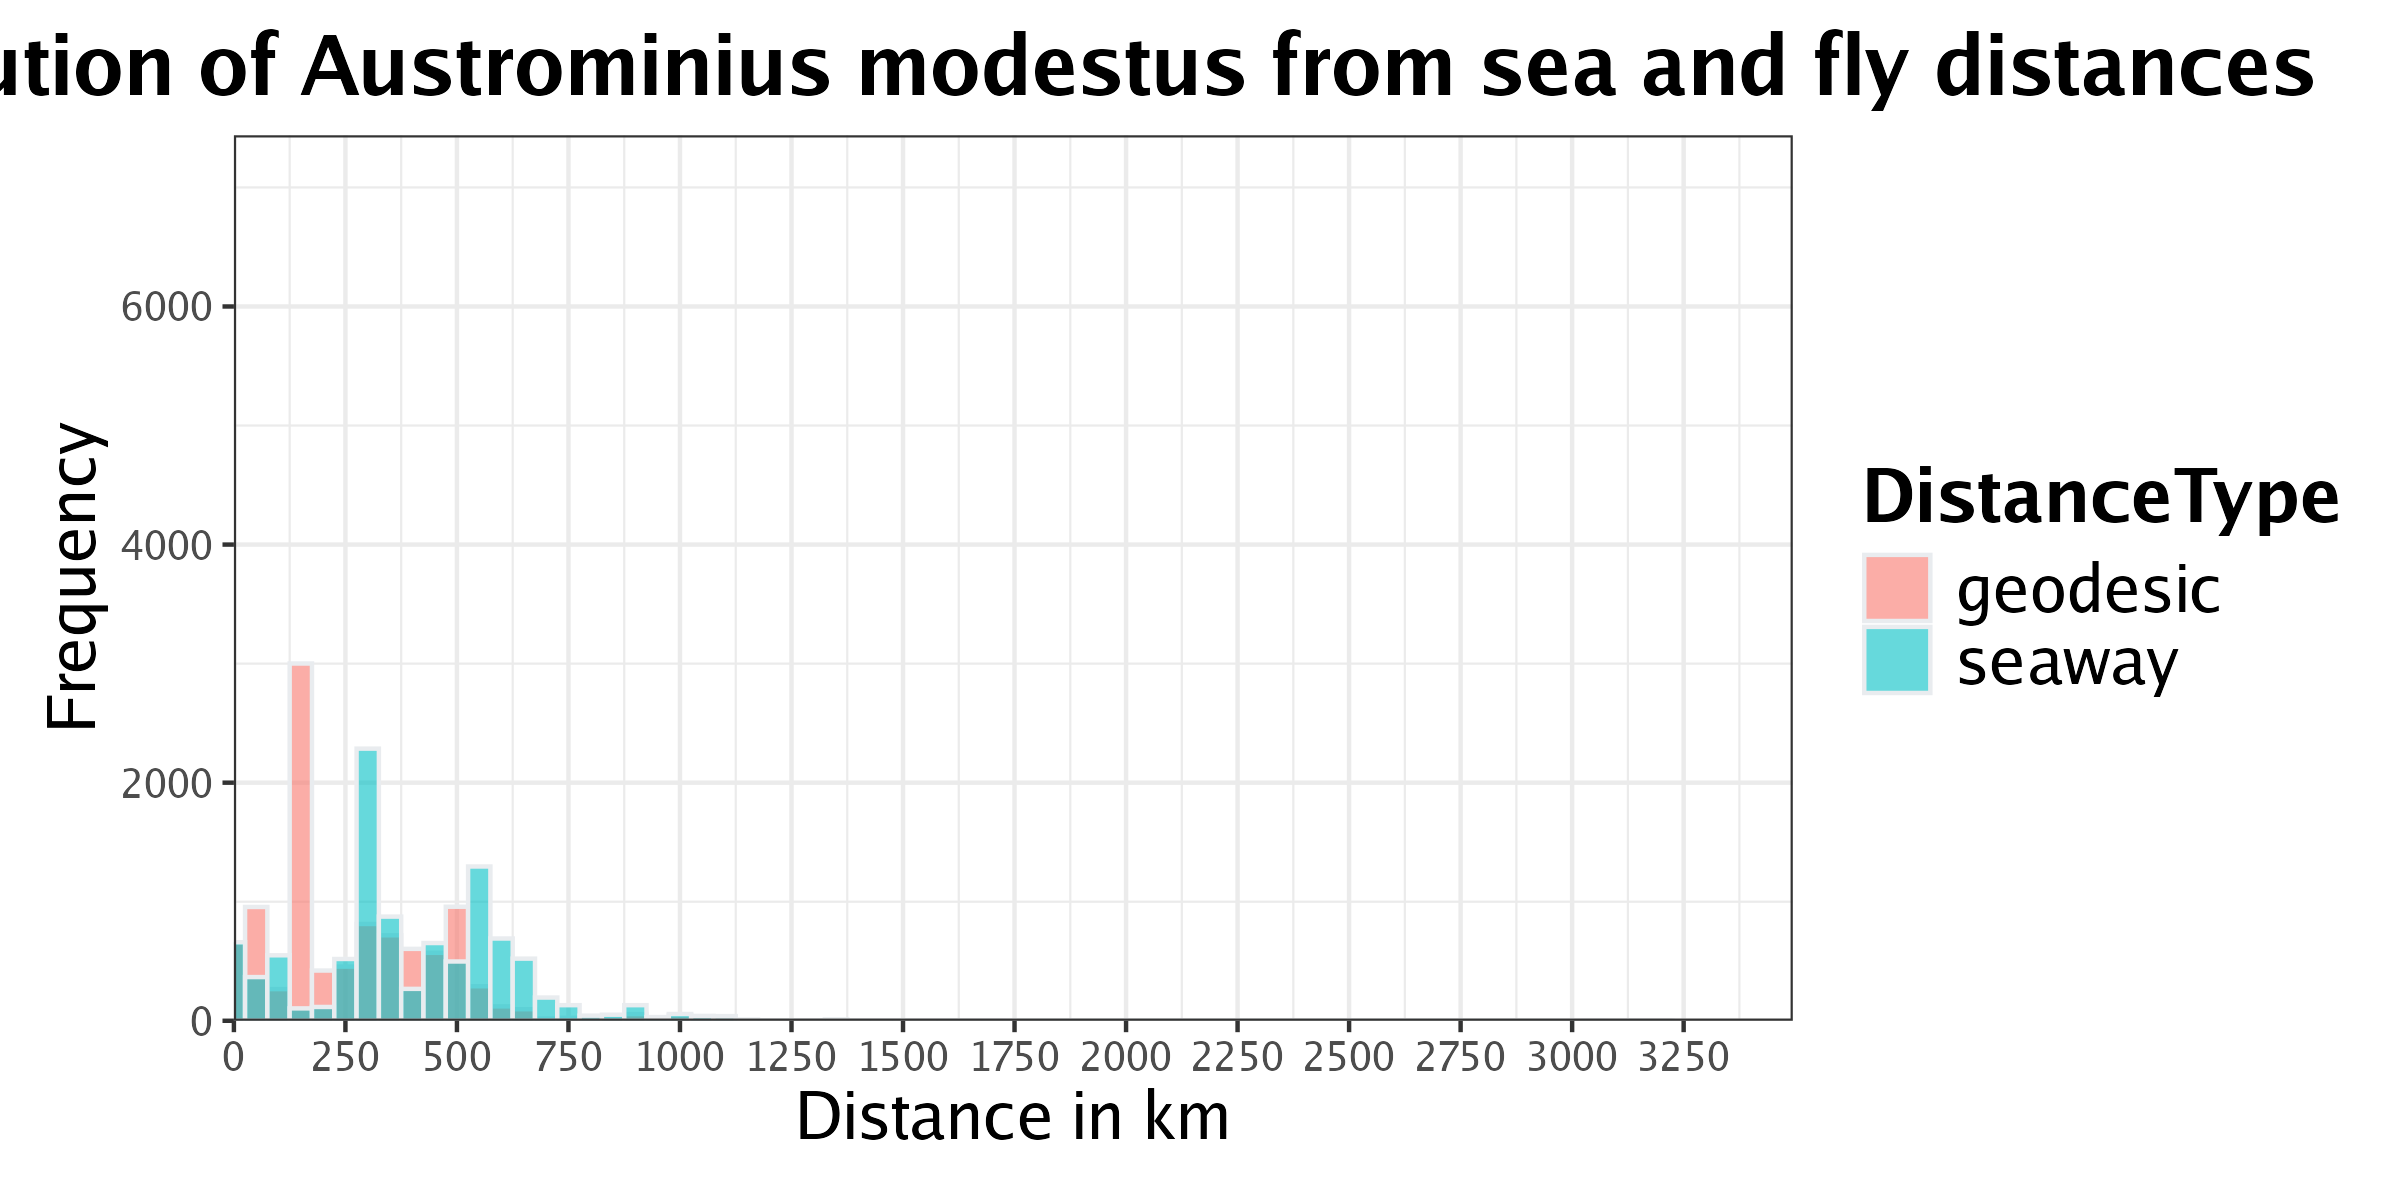 ution of Austrominius modestus from sea and fly distances
6000
4000
2000
0
Frequency
0 250 500 750 1000 1250 1500 1750 2000 2250 2500 2750 3000 3250
Distance in km
DistanceType
geodesic
seaway